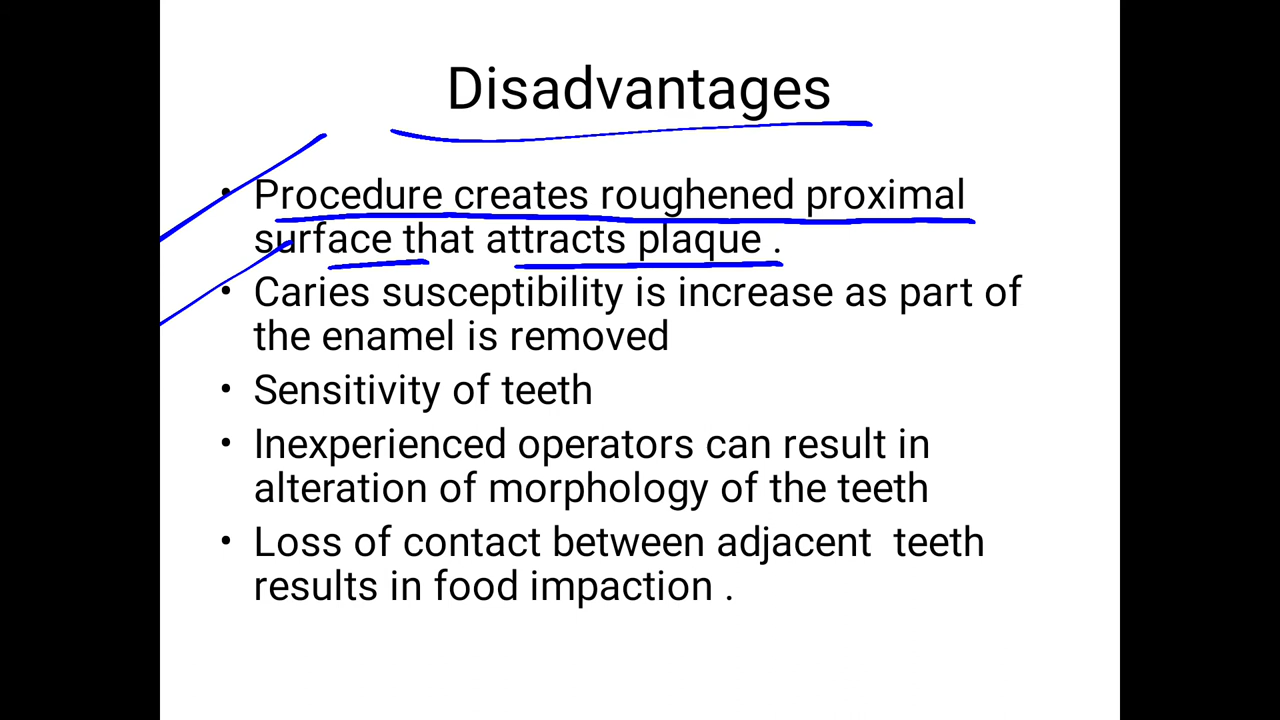 Disadvantages
• Procedure creates roughened proximal
surface that attracts plaque .
• Caries susceptibility is increase as part of
the enamel is removed
• Sensitivity of teeth
• Inexperienced operators can result in
alteration of morphology of the teeth
• Loss of contact between adjacent  teeth
results in food impaction .